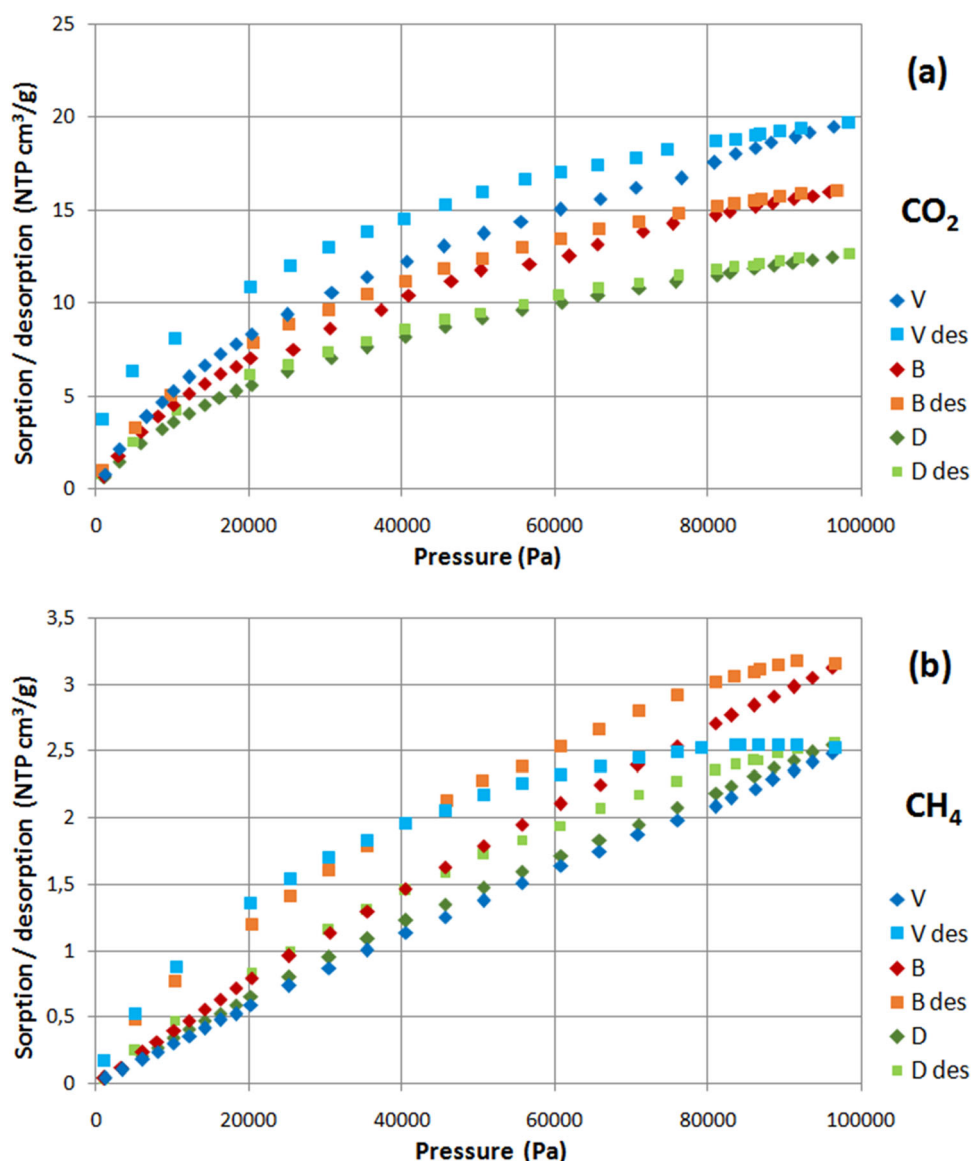 25
20
15
10
5
0
0
20000
40000
60000
80000
100000
Sorption / desorption (NTP cm³/g)
Pressure (Pa)
(a)
CO₂
V
V des
B
B des
D
D des
3,5
3
2,5
2
1,5
1
0,5
0
0
20000
40000
60000
80000
100000
Sorption / desorption (NTP cm³/g)
Pressure (Pa)
(b)
CH₄
V
V des
B
B des
D
D des